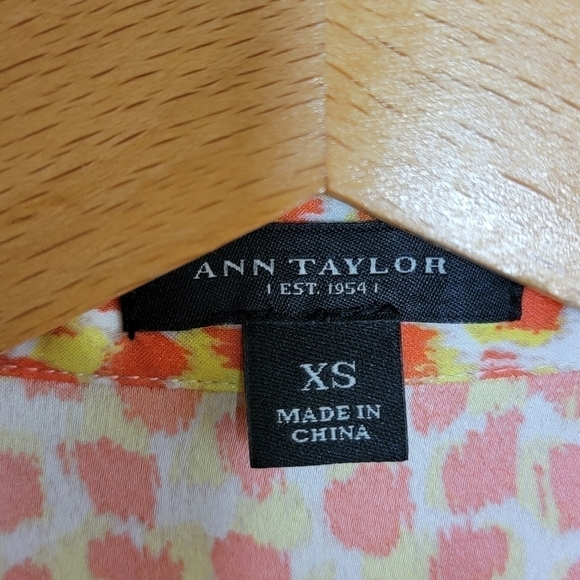 ANN TAYLOR
| EST. 1954 |
XS
MADE IN
CHINA